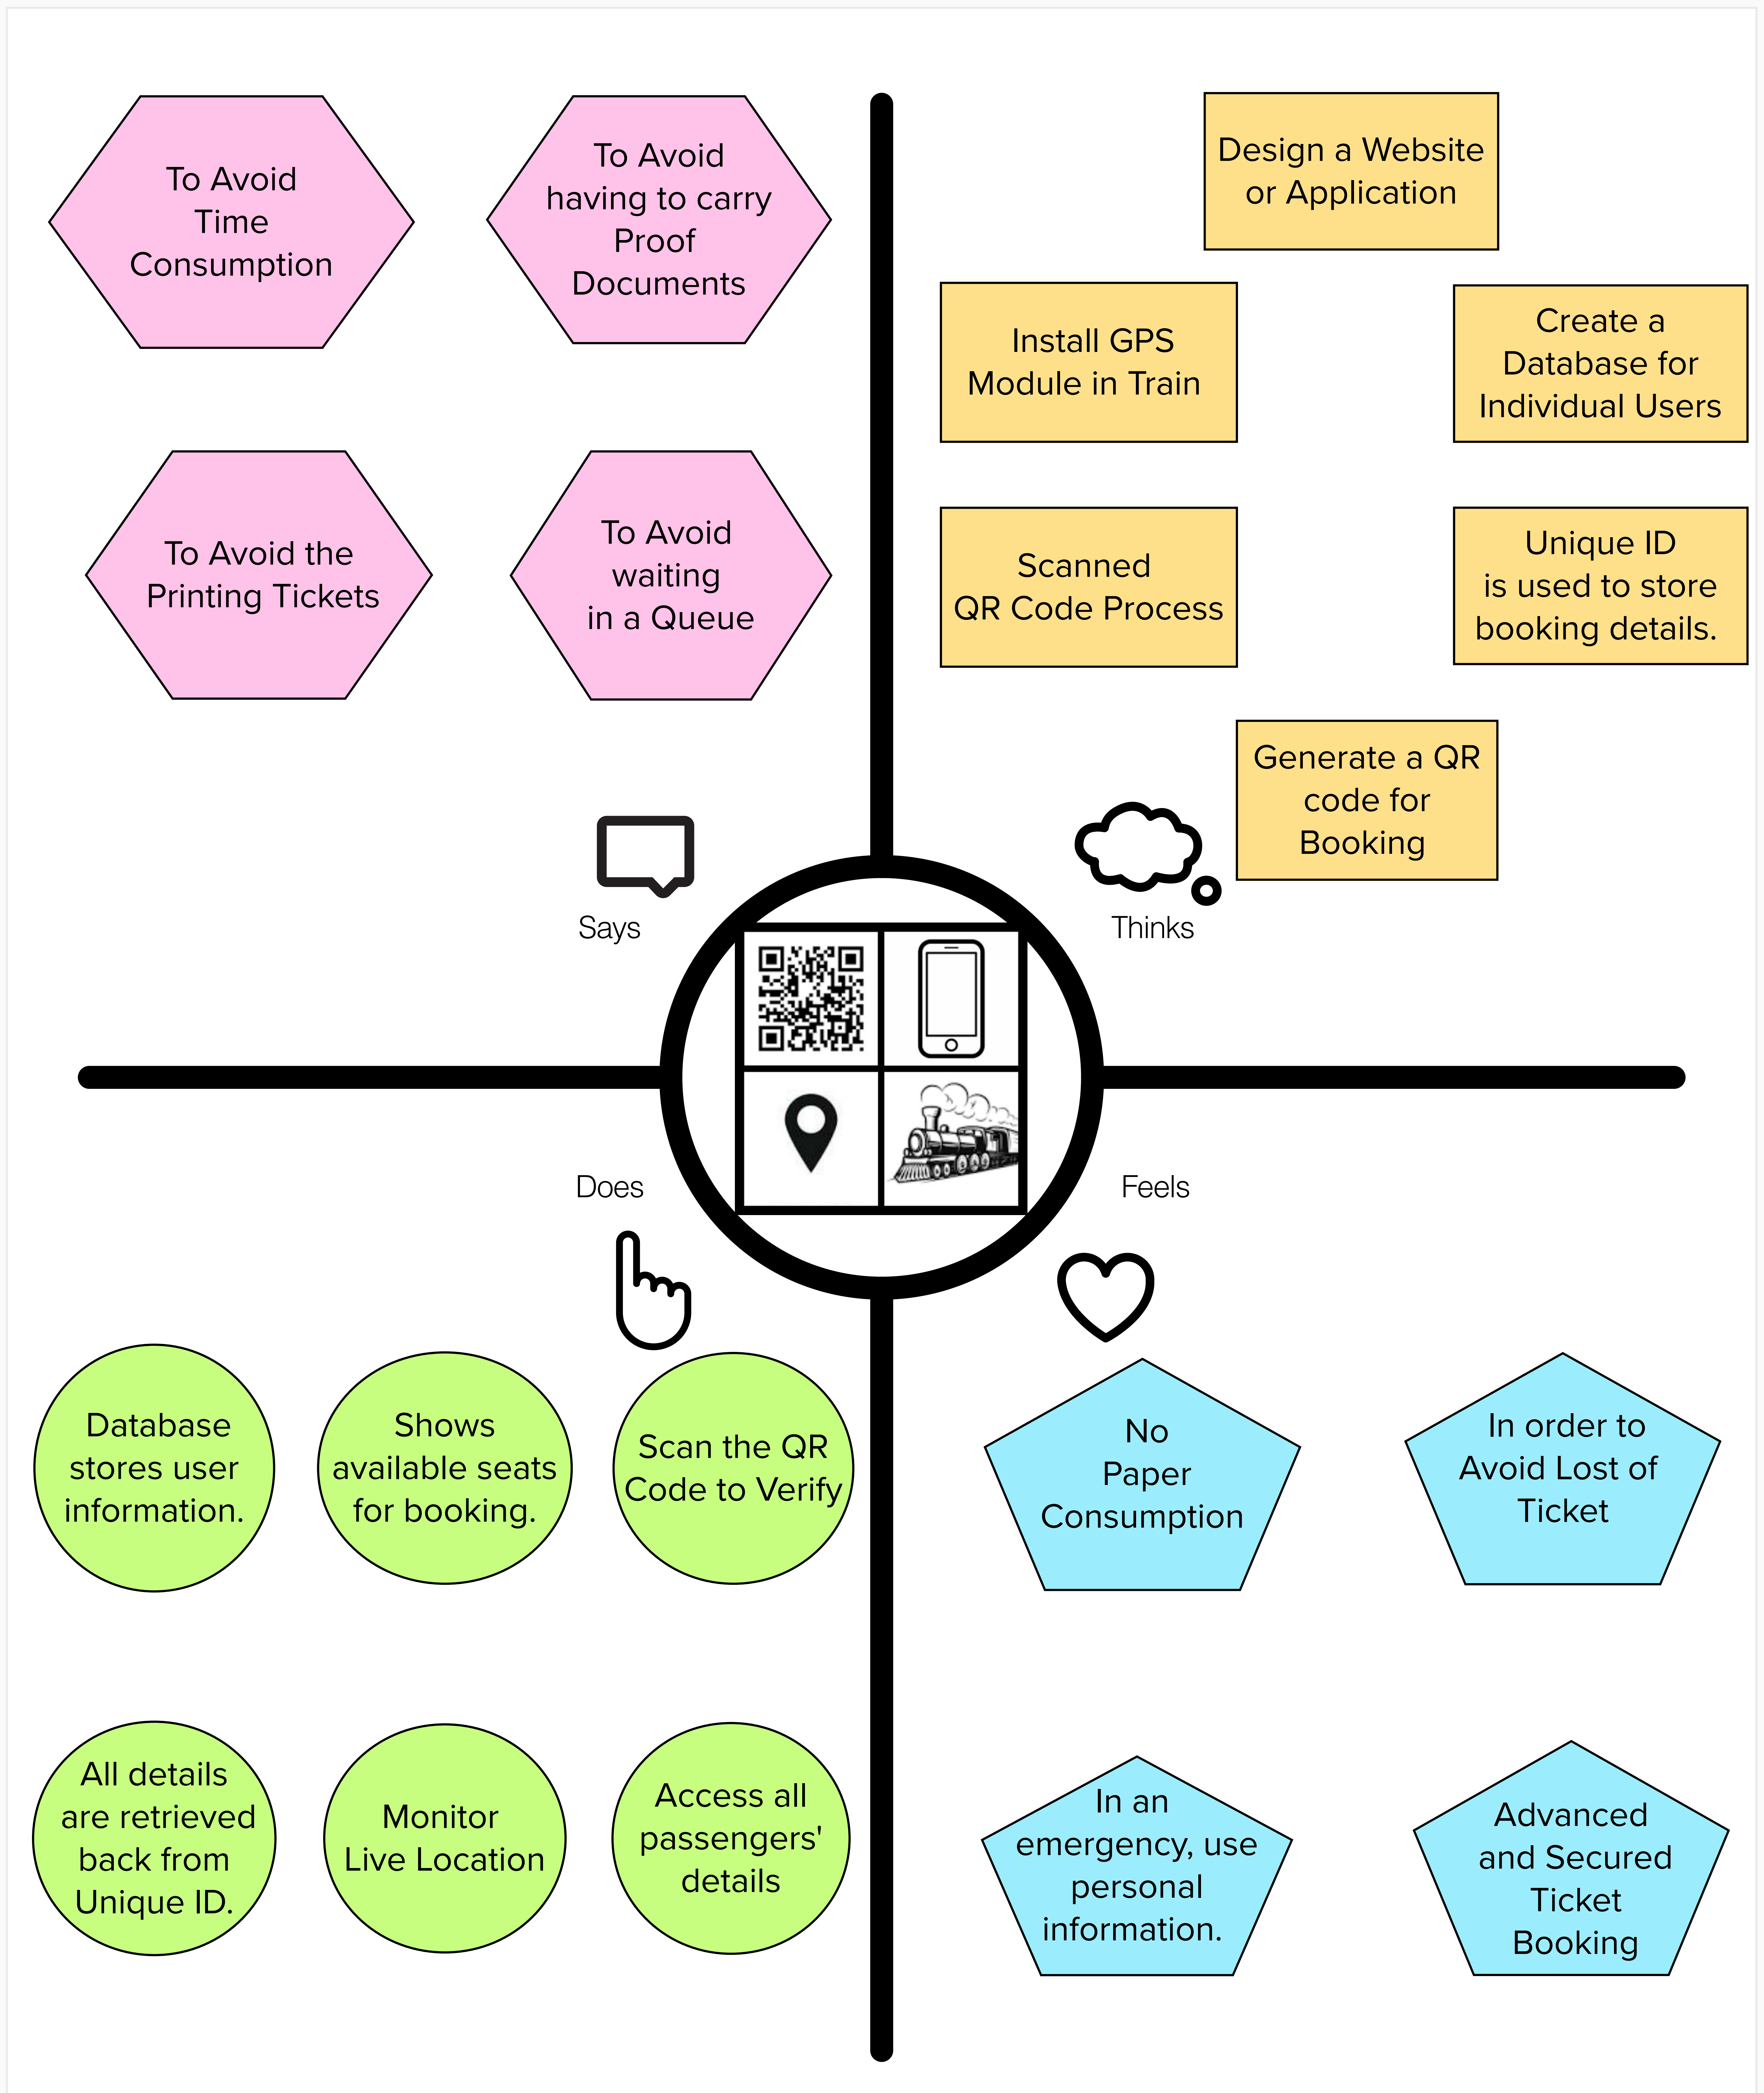 To Avoid
Time
Consumption
To Avoid
having to carry
Proof
Documents
To Avoid the
Printing Tickets
To Avoid
waiting
in a Queue
Says
Design a Website
or Application
Install GPS
Module in Train
Create a
Database for
Individual Users
Scanned
QR Code Process
Unique ID
is used to store
booking details.
Generate a QR
code for
Booking
Thinks
Does
Database
stores user
information.
Shows
available seats
for booking.
Scan the QR
Code to Verify
All details
are retrieved
back from
Unique ID.
Monitor
Live Location
Access all
passengers'
details
Feels
No
Paper
Consumption
In order to
Avoid Lost of
Ticket
In an
emergency, use
personal
information.
Advanced
and Secured
Ticket
Booking